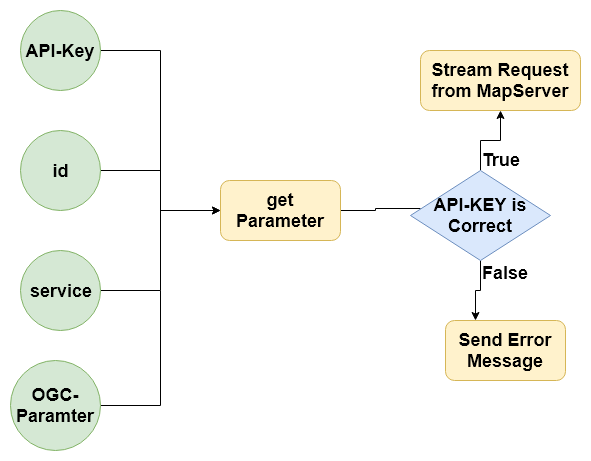 API-Key
id
service
OGC-
Paramter
get
Parameter
Stream Request
from MapServer
True
API-KEY is
Correct
False
Send Error
Message